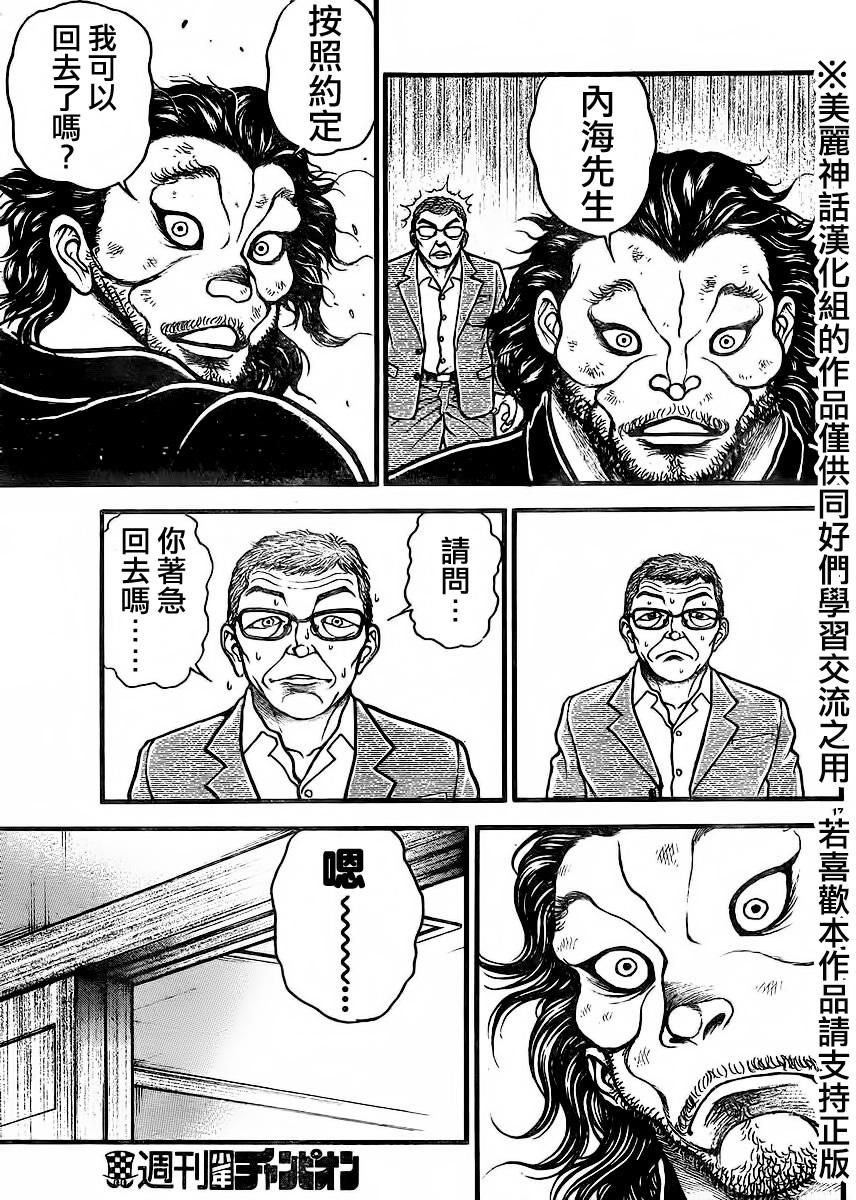 內海先生
按照約定
我可以
回去了嗎？
請問…
你著急
回去嗎……
嗯～～～…
※美麗神話漢化組的作品僅供同好們學習交流之用
17
若喜歡本作品請支持正版
週刊少年チャンピオン